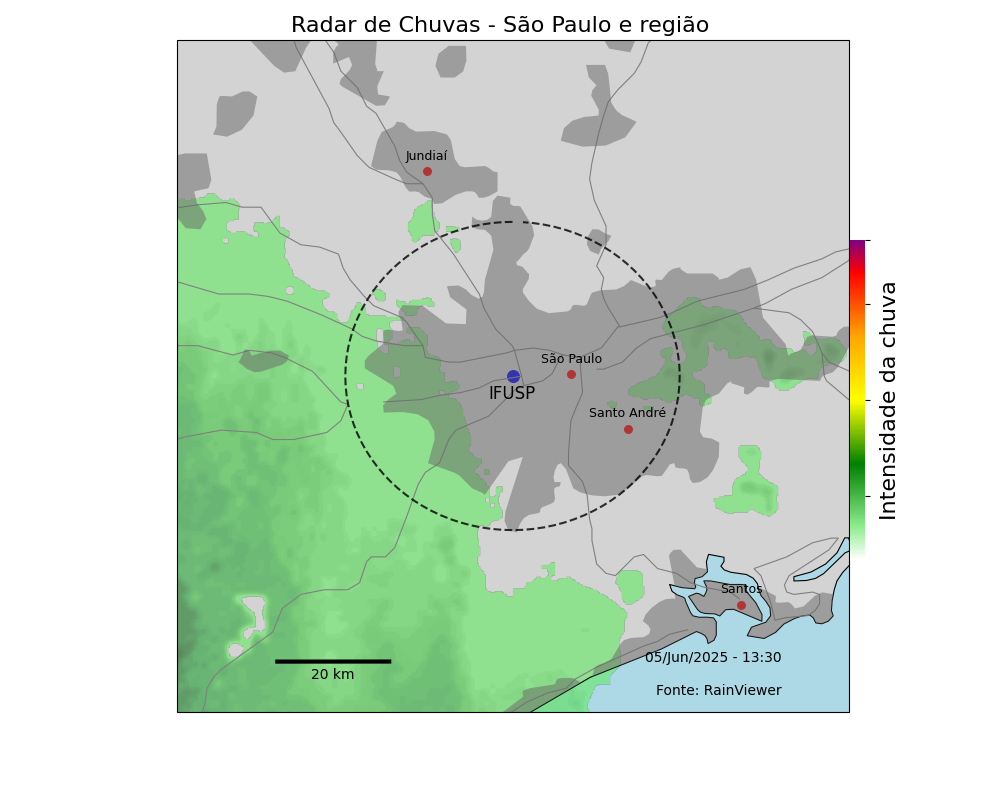 Radar de Chuvas - São Paulo e região
Jundiaí
São Paulo
IFUSP
Santo André
Intensidade da chuva
Santos
05/Jun/2025 - 13:30
20 km
Fonte: RainViewer